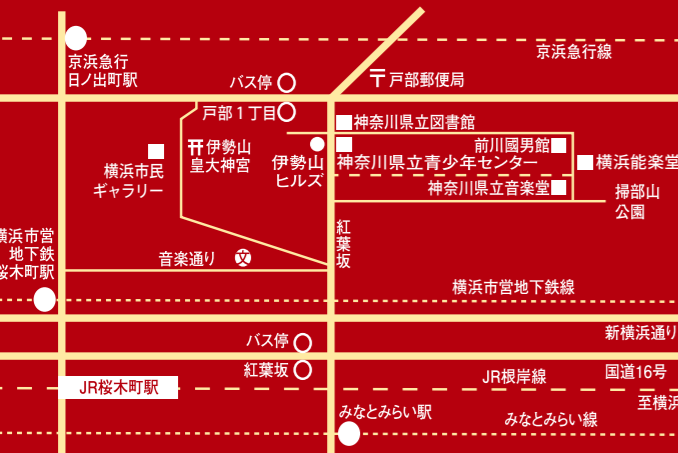 京浜急行線
京浜急行
日ノ出町駅
バス停
〒戸部郵便局
戸部1丁目
神奈川県立図書館
伊勢山
皇大神宮
伊勢山
ヒルズ
前川國男館
神奈川県立青少年センター
横浜能楽堂
横浜市民
ギャラリー
神奈川県立音楽堂
掃部山
公園
紅葉坂
横浜市営
地下鉄
桜木町駅
音楽通り
文
横浜市営地下鉄線
新横浜通り
バス停
紅葉坂
JR根岸線
国道16号
JR桜木町駅
至横浜
みなとみらい駅
みなとみらい線